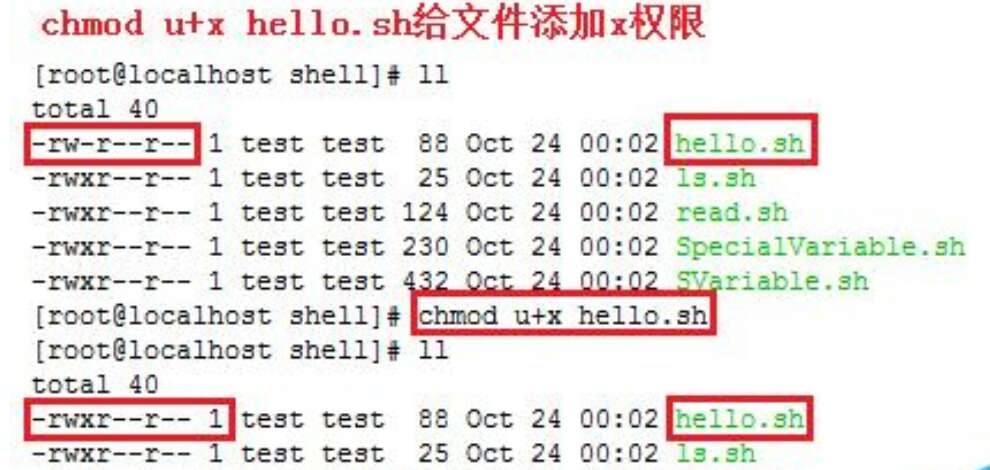 chmod u+x hello.sh给文件添加x权限
[root@localhost shell]# ll
total 40
-rw-r--r-- 1 test test  88 Oct 24 00:02 hello.sh
-rwxr--r-- 1 test test  25 Oct 24 00:02 ls.sh
-rwxr--r-- 1 test test 124 Oct 24 00:02 read.sh
-rwxr--r-- 1 test test 230 Oct 24 00:02 SpecialVariable.sh
-rwxr--r-- 1 test test 432 Oct 24 00:02 SVariable.sh
[root@localhost shell]# chmod u+x hello.sh
[root@localhost shell]# ll
total 40
-rwxr--r-- 1 test test  88 Oct 24 00:02 hello.sh
-rwxr--r-- 1 test test  25 Oct 24 00:02 ls.sh